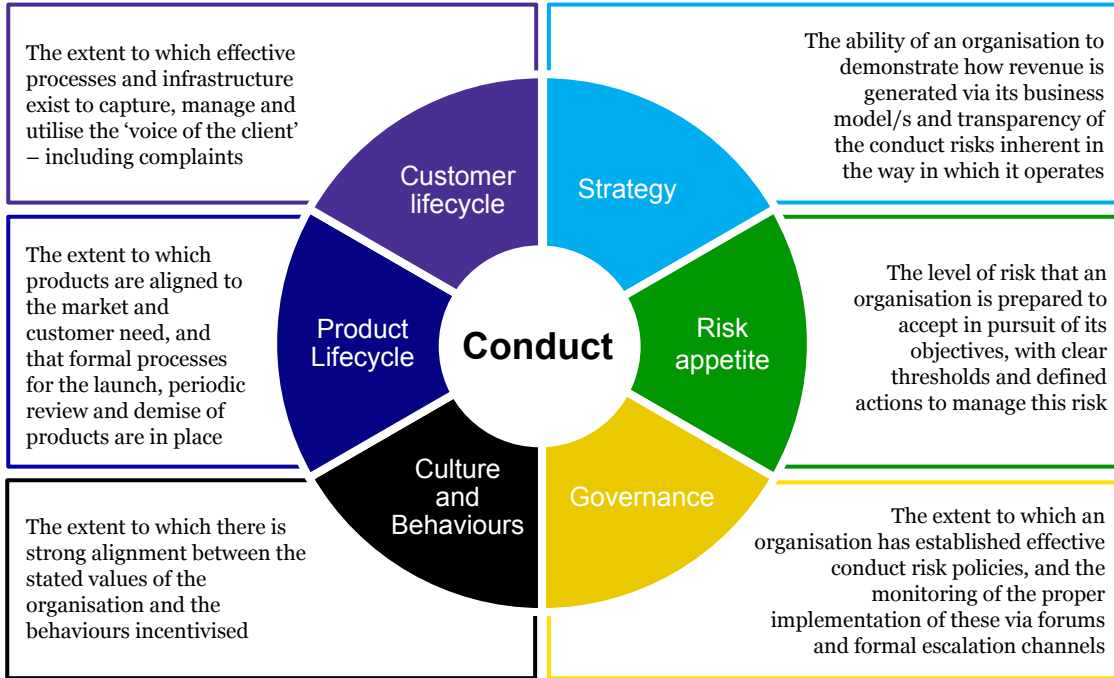 The extent to which effective
processes and infrastructure
exist to capture, manage and
utilise the ‘voice of the client’
– including complaints
The ability of an organisation to
demonstrate how revenue is
generated via its business
model/s and transparency of
the conduct risks inherent in
the way in which it operates
Customer
lifecycle
Strategy
The extent to which
products are aligned to
the market and
customer need, and
that formal processes
for the launch, periodic
review and demise of
products are in place
Product
Lifecycle
Conduct
Risk
appetite
The level of risk that an
organisation is prepared to
accept in pursuit of its
objectives, with clear
thresholds and defined
actions to manage this risk
Culture
and
Behaviours
Governance
The extent to which there is
strong alignment between the
stated values of the
organisation and the
behaviours incentivised
The extent to which an
organisation has established effective
conduct risk policies, and the
monitoring of the proper
implementation of these via forums
and formal escalation channels